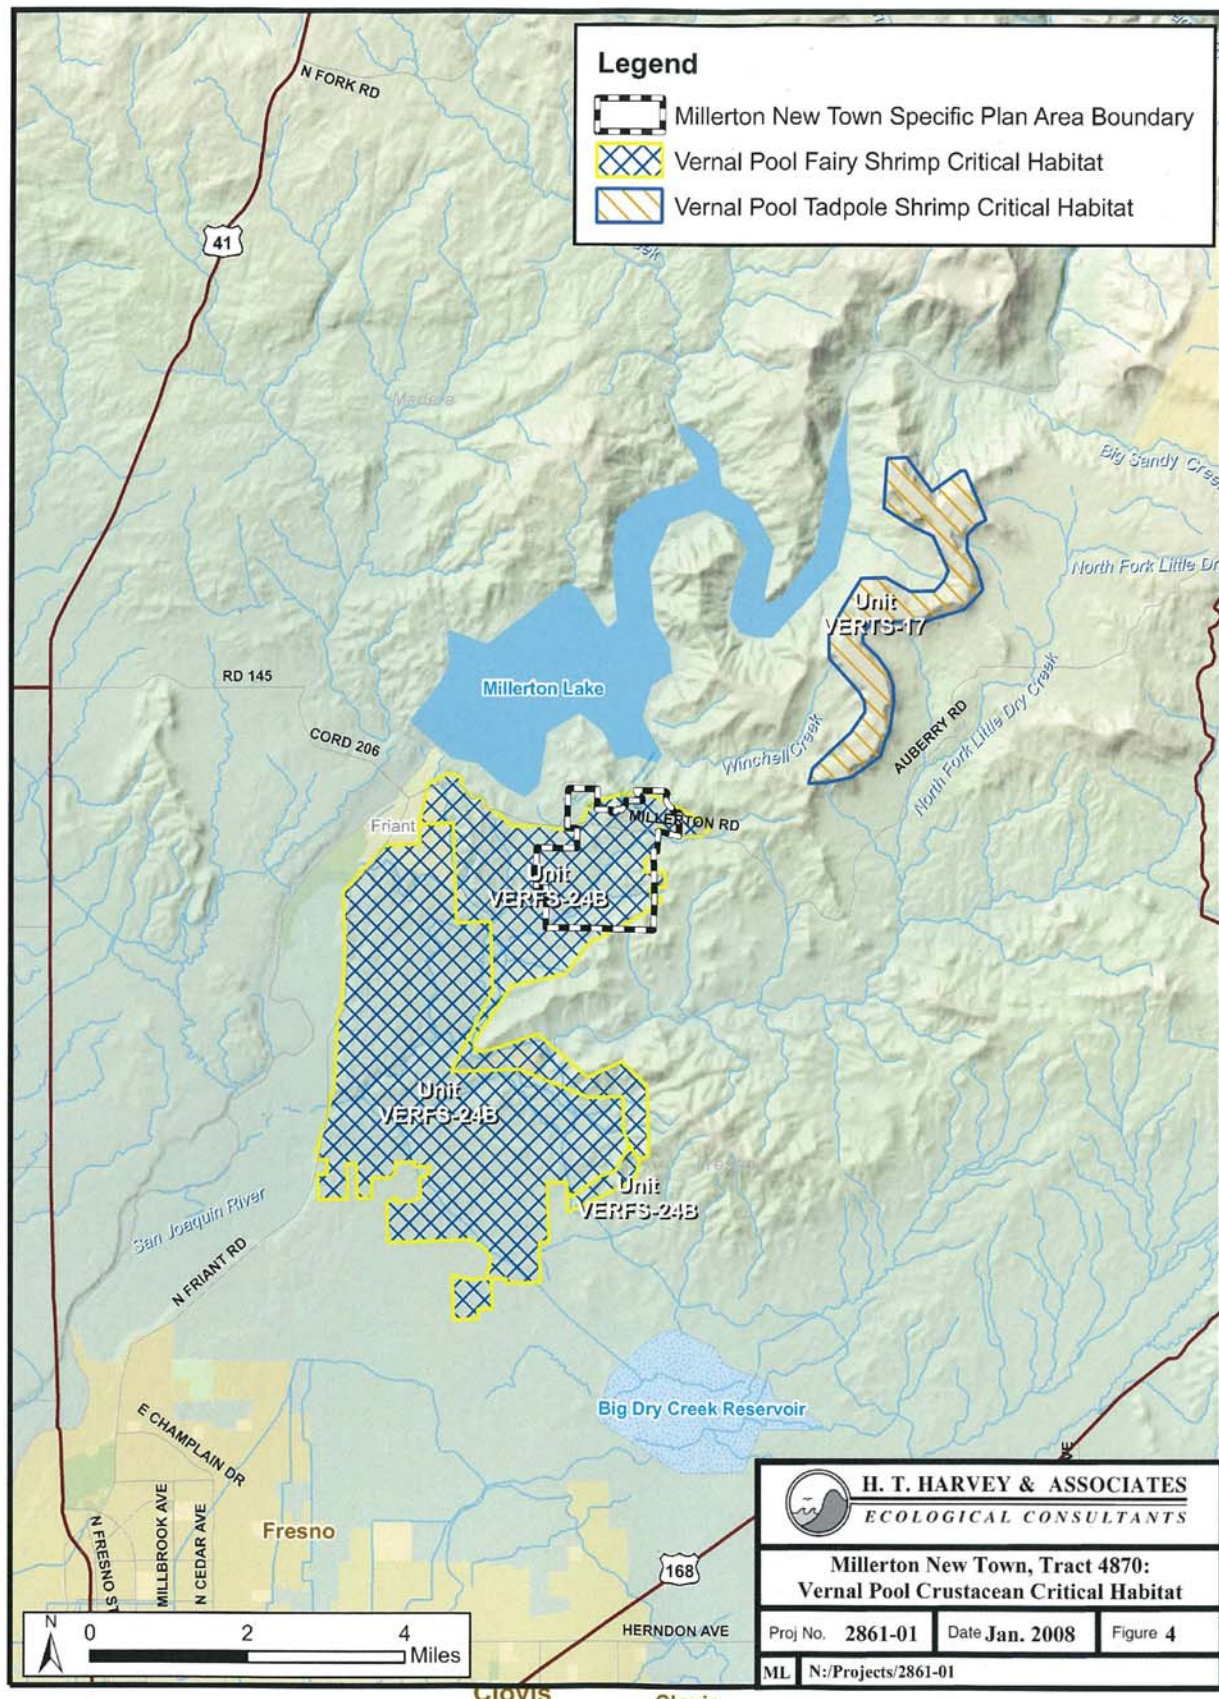 Legend
Millerton New Town Specific Plan Area Boundary
Vernal Pool Fairy Shrimp Critical Habitat
Vernal Pool Tadpole Shrimp Critical Habitat
N FORK RD
41
Madera
Big Sandy Creek
North Fork Little Dr
Unit
VERTS-17
RD 145
Millerton Lake
CORD 206
Winchell Creek
AUBERRY RD
North Fork Little Dry Creek
Friant
MILLERTON RD
Unit
VERFS-24B
Unit
VERFS-24B
Unit
VERFS-24B
San Joaquin River
N FRIANT RD
Big Dry Creek Reservoir
E CHAMPLAIN DR
N FRESNO ST
MILLBROOK AVE
N CEDAR AVE
Fresno
168
HERNDON AVE
N
0 2 4
Miles
H. T. HARVEY & ASSOCIATES
ECOLOGICAL CONSULTANTS
Millerton New Town, Tract 4870:
Vernal Pool Crustacean Critical Habitat
Proj No. 2861-01 Date Jan. 2008 Figure 4
ML N:/Projects/2861-01
Clovis